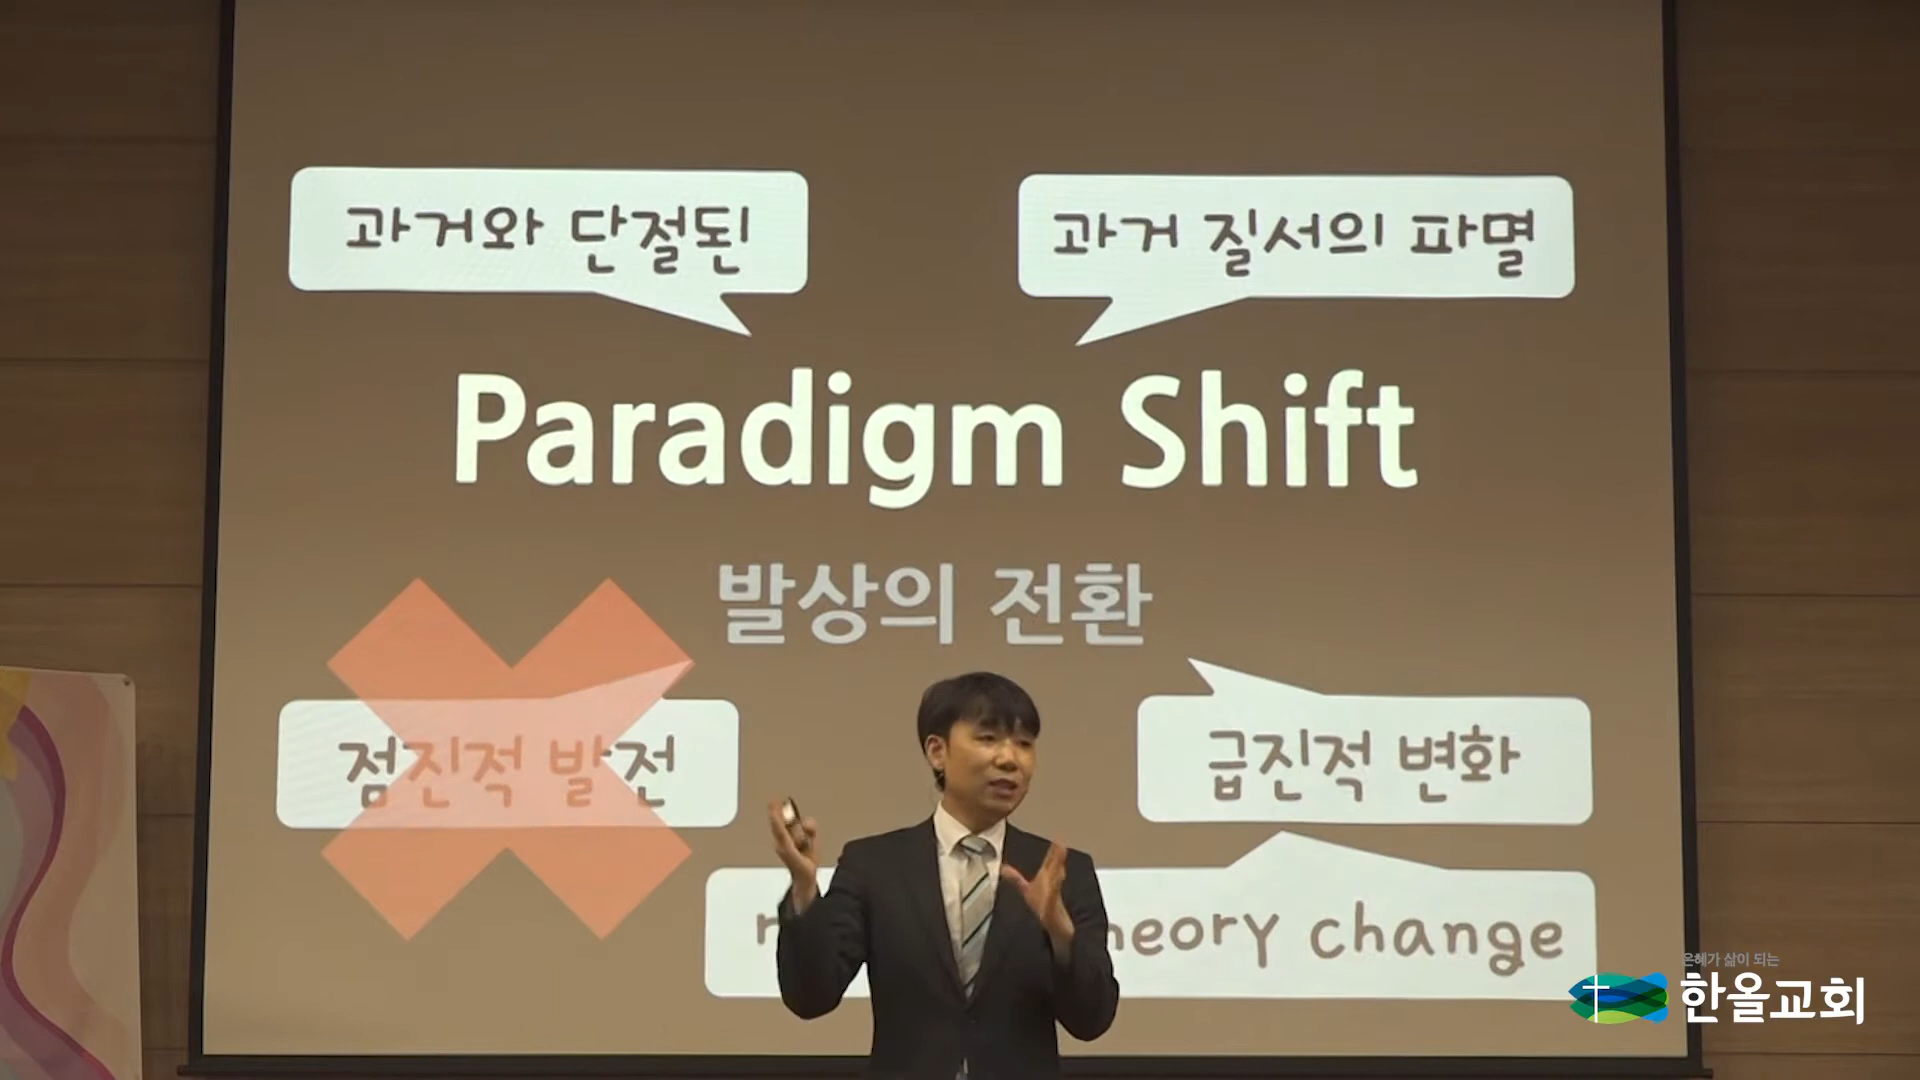 과거와 단절된
과거 질서의 파멸
Paradigm Shift
발상의 전환
점진적 발전
급진적 변화
change
은혜가 삶이 되는
한올교회